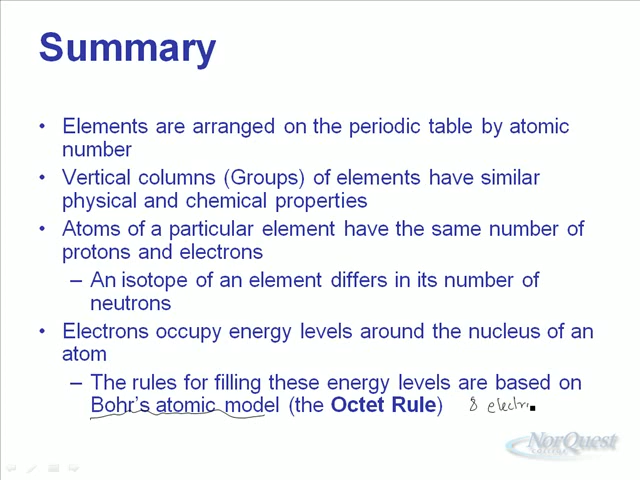 Summary
• Elements are arranged on the periodic table by atomic
number
• Vertical columns (Groups) of elements have similar
physical and chemical properties
• Atoms of a particular element have the same number of
protons and electrons
– An isotope of an element differs in its number of
neutrons
• Electrons occupy energy levels around the nucleus of an
atom
– The rules for filling these energy levels are based on
Bohr's atomic model (the Octet Rule) 8 electr
NorQuest
COLLEGE